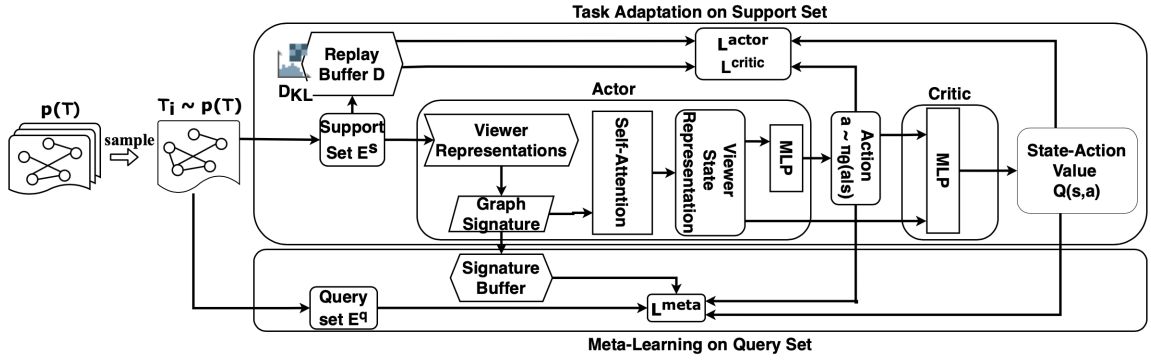 Task Adaptation on Support Set
p(T)
sample
Ti ~ p(T)
Replay
Buffer D
DKL
Support
Set Es
Lactor
Lcritic
Actor
Viewer
Representations
Graph
Signature
Self-Attention
Viewer
State
Representation
MLP
Action
a ~ πθ(a|s)
Critic
MLP
State-Action
Value
Q(s,a)
Signature
Buffer
Query
set Eq
Lmeta
Meta-Learning on Query Set